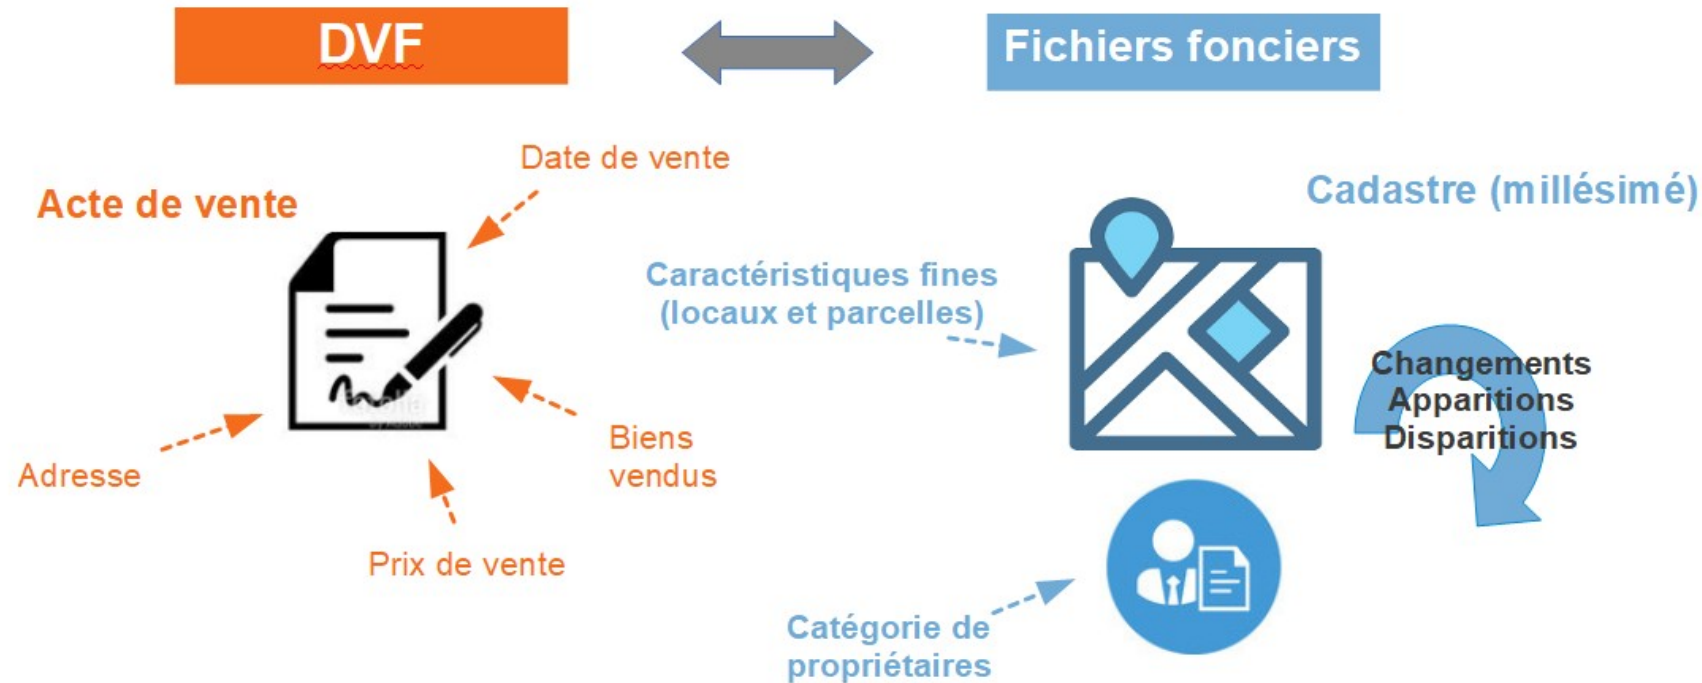 DVF
Fichiers fonciers
Acte de vente
Date de vente
Adresse
Biens
vendus
Prix de vente
Cadastre (millésimé)
Caractéristiques fines
(locaux et parcelles)
Changements
Apparitions
Disparitions
Catégorie de
propriétaires